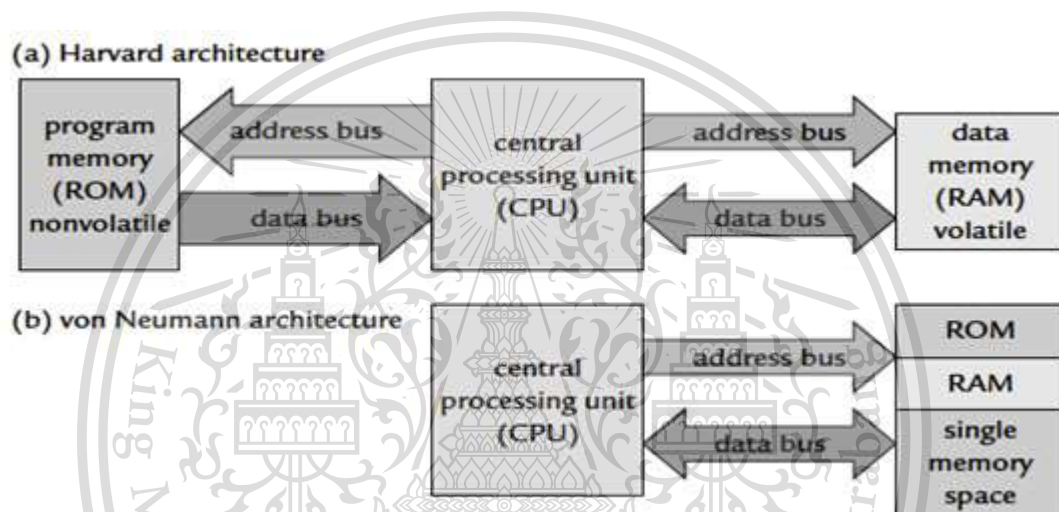 (a) Harvard architecture
program
memory
(ROM)
nonvolatile
address bus
data bus
central
processing unit
(CPU)
address bus
data bus
data
memory
(RAM)
volatile
(b) von Neumann architecture
central
processing unit
(CPU)
address bus
data bus
ROM
RAM
single
memory
space
King